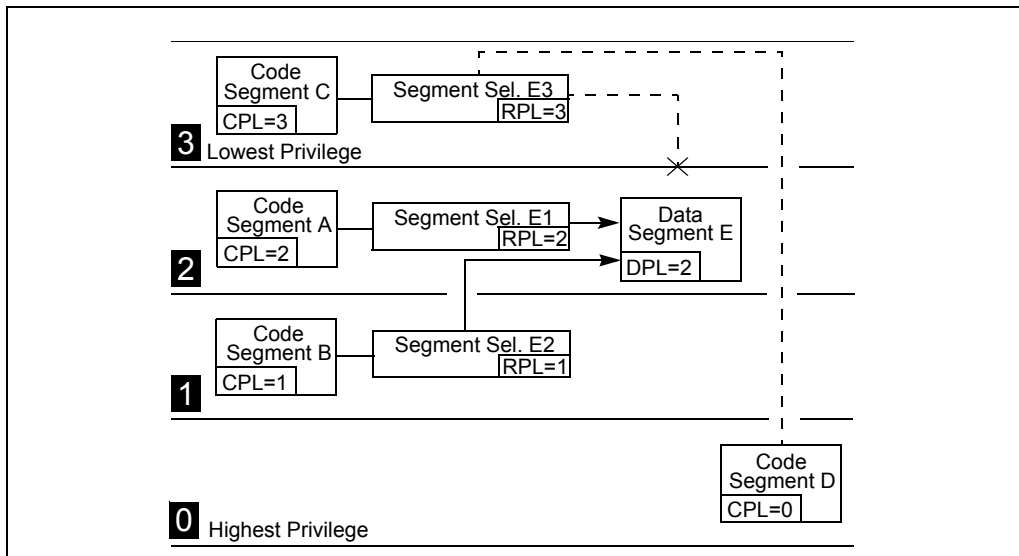 Code
Segment C
CPL=3
Segment Sel. E3
RPL=3
3
Lowest Privilege
Code
Segment A
CPL=2
Segment Sel. E1
RPL=2
Data
Segment E
DPL=2
2
Code
Segment B
CPL=1
Segment Sel. E2
RPL=1
1
Code
Segment D
CPL=0
0
Highest Privilege